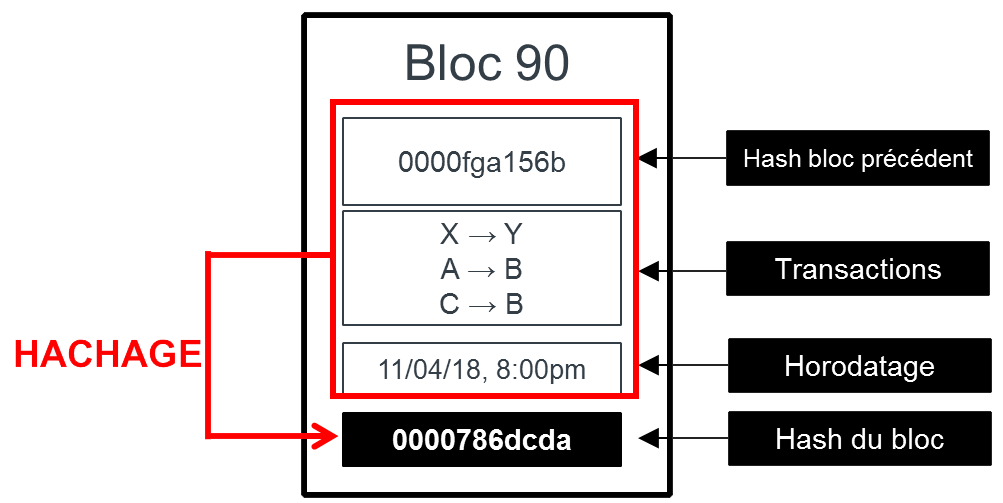 Bloc 90
0000fga156b
Hash bloc précédent
X → Y
A → B
C → B
Transactions
HACHAGE
11/04/18, 8:00pm
Horodatage
0000786dcda
Hash du bloc